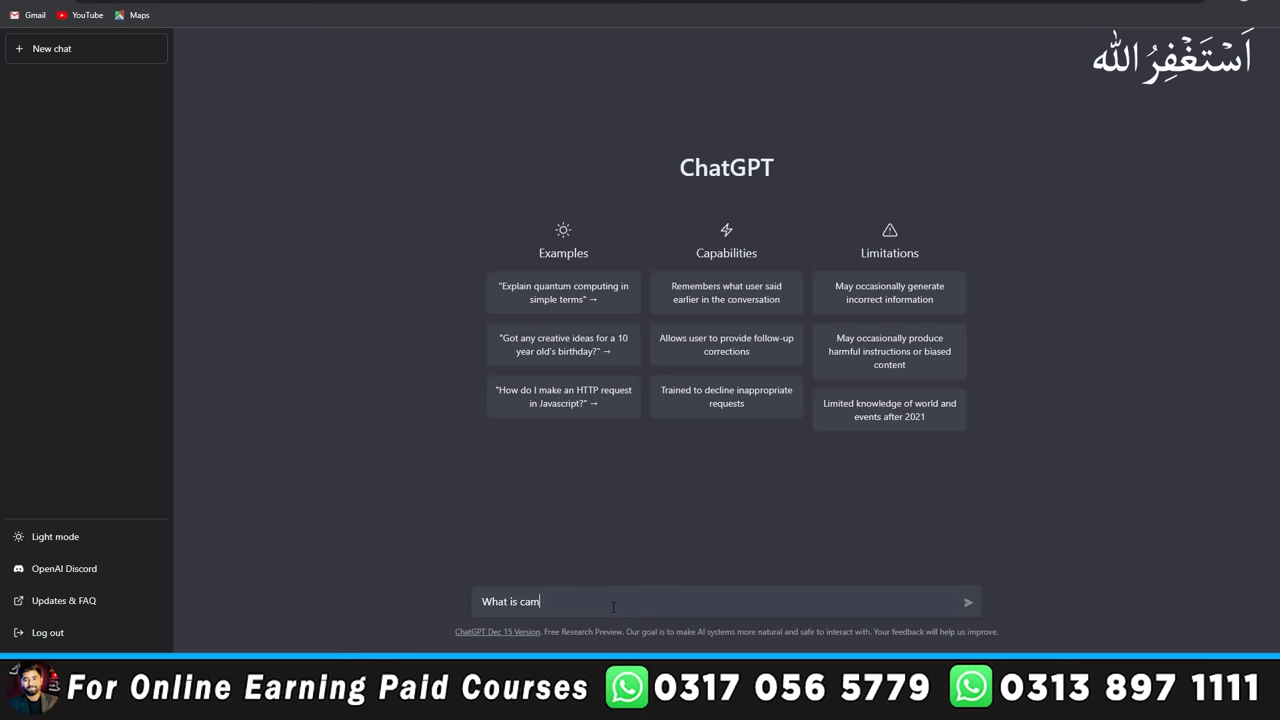 Gmail YouTube Maps
+ New chat
اَسْتَغْفِرُ اللّٰه
ChatGPT
Examples
"Explain quantum computing in
simple terms" →
"Got any creative ideas for a 10
year old's birthday?" →
"How do I make an HTTP request
in Javascript?" →
Capabilities
Remembers what user said
earlier in the conversation
Allows user to provide follow-up
corrections
Trained to decline inappropriate
requests
Limitations
May occasionally generate
incorrect information
May occasionally produce
harmful instructions or biased
content
Limited knowledge of world and
events after 2021
Light mode
OpenAI Discord
Updates & FAQ
Log out
What is cam
ChatGPT Dec 15 Version. Free Research Preview. Our goal is to make AI systems more natural and safe to interact with. Your feedback will help us improve.
For Online Earning Paid Courses 0317 056 5779 0313 897 1111